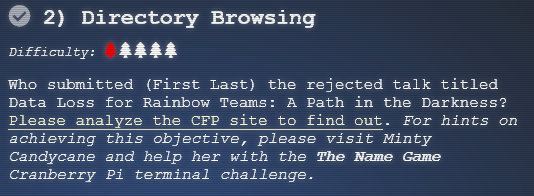 2) Directory Browsing
Difficulty:
Who submitted (First Last) the rejected talk titled
Data Loss for Rainbow Teams: A Path in the Darkness?
Please analyze the CFP site to find out. For hints on
achieving this objective, please visit Minty
Candycane and help her with the The Name Game
Cranberry Pi terminal challenge.